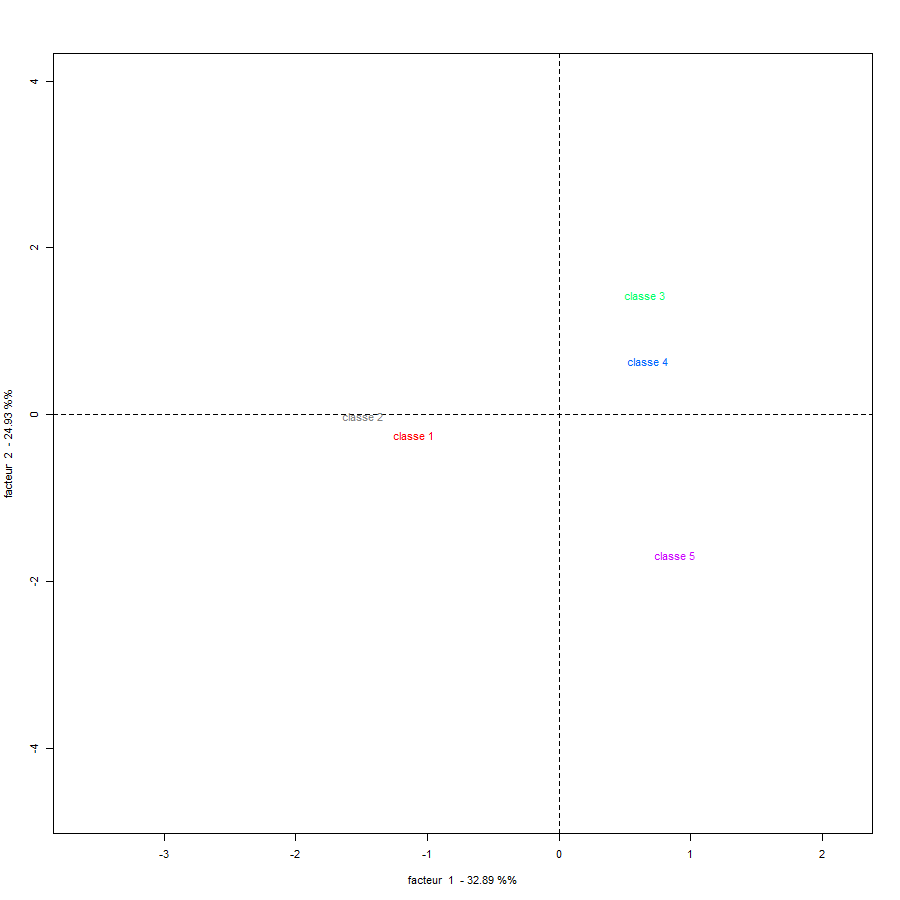 4
2
0
-2
-4
facteur 2 - 24.93 %%
classe 3
classe 4
classe 2
classe 1
classe 5
-3 -2 -1 0 1 2
facteur 1 - 32.89 %%